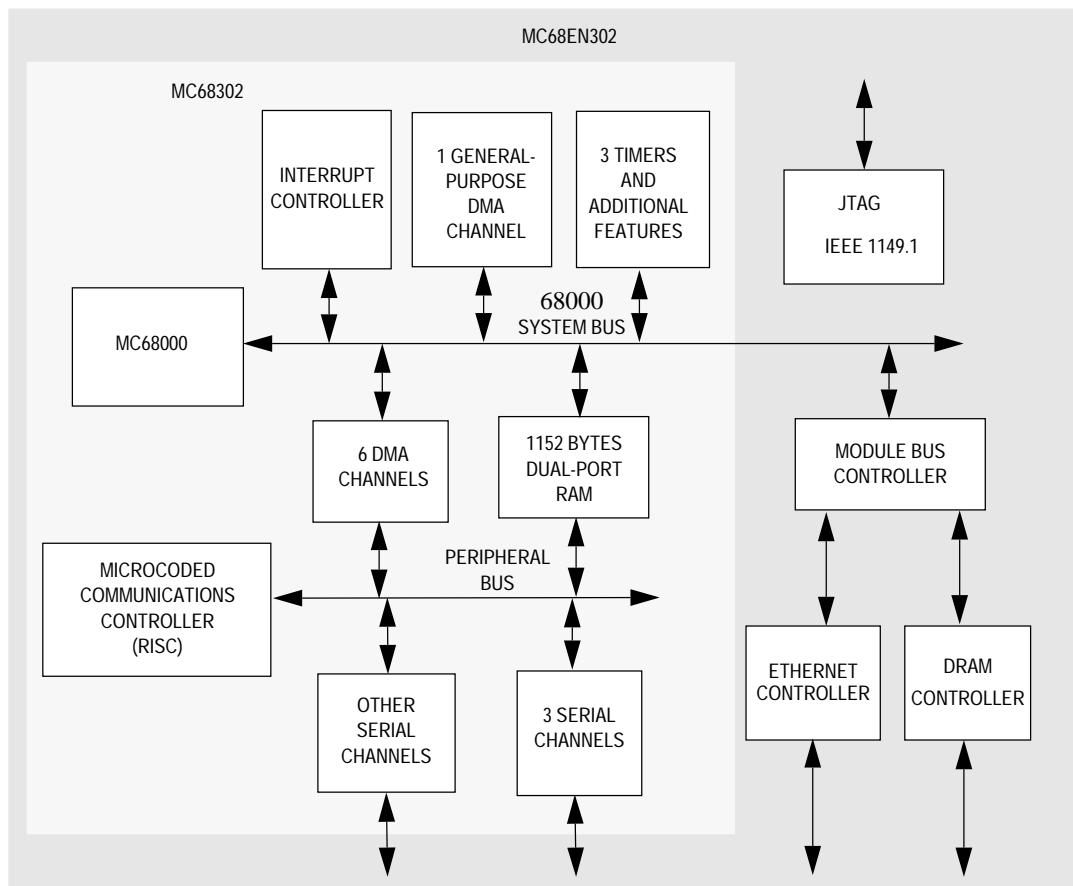 MC68EN302
MC68302
INTERRUPT
CONTROLLER
1 GENERAL-
PURPOSE
DMA
CHANNEL
3 TIMERS
AND
ADDITIONAL
FEATURES
JTAG
IEEE 1149.1
68000
SYSTEM BUS
MC68000
6 DMA
CHANNELS
1152 BYTES
DUAL-PORT
RAM
MODULE BUS
CONTROLLER
PERIPHERAL
BUS
MICROCODED
COMMUNICATIONS
CONTROLLER
(RISC)
OTHER
SERIAL
CHANNELS
3 SERIAL
CHANNELS
ETHERNET
CONTROLLER
DRAM
CONTROLLER